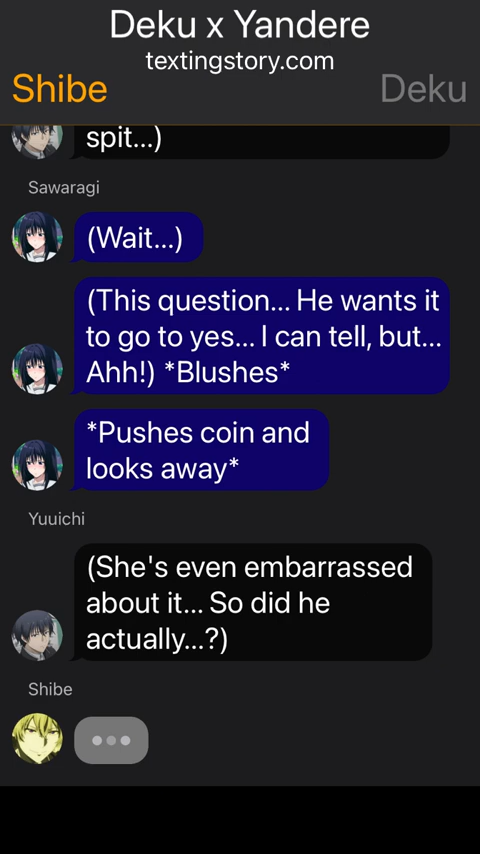 Deku x Yandere
textingstory.com
Shibe
Deku
spit...)
Sawaragi
(Wait...)
(This question... He wants it
to go to yes... I can tell, but...
Ahh!) *Blushes*
*Pushes coin and
looks away*
Yuuichi
(She's even embarrassed
about it... So did he
actually...?)
Shibe